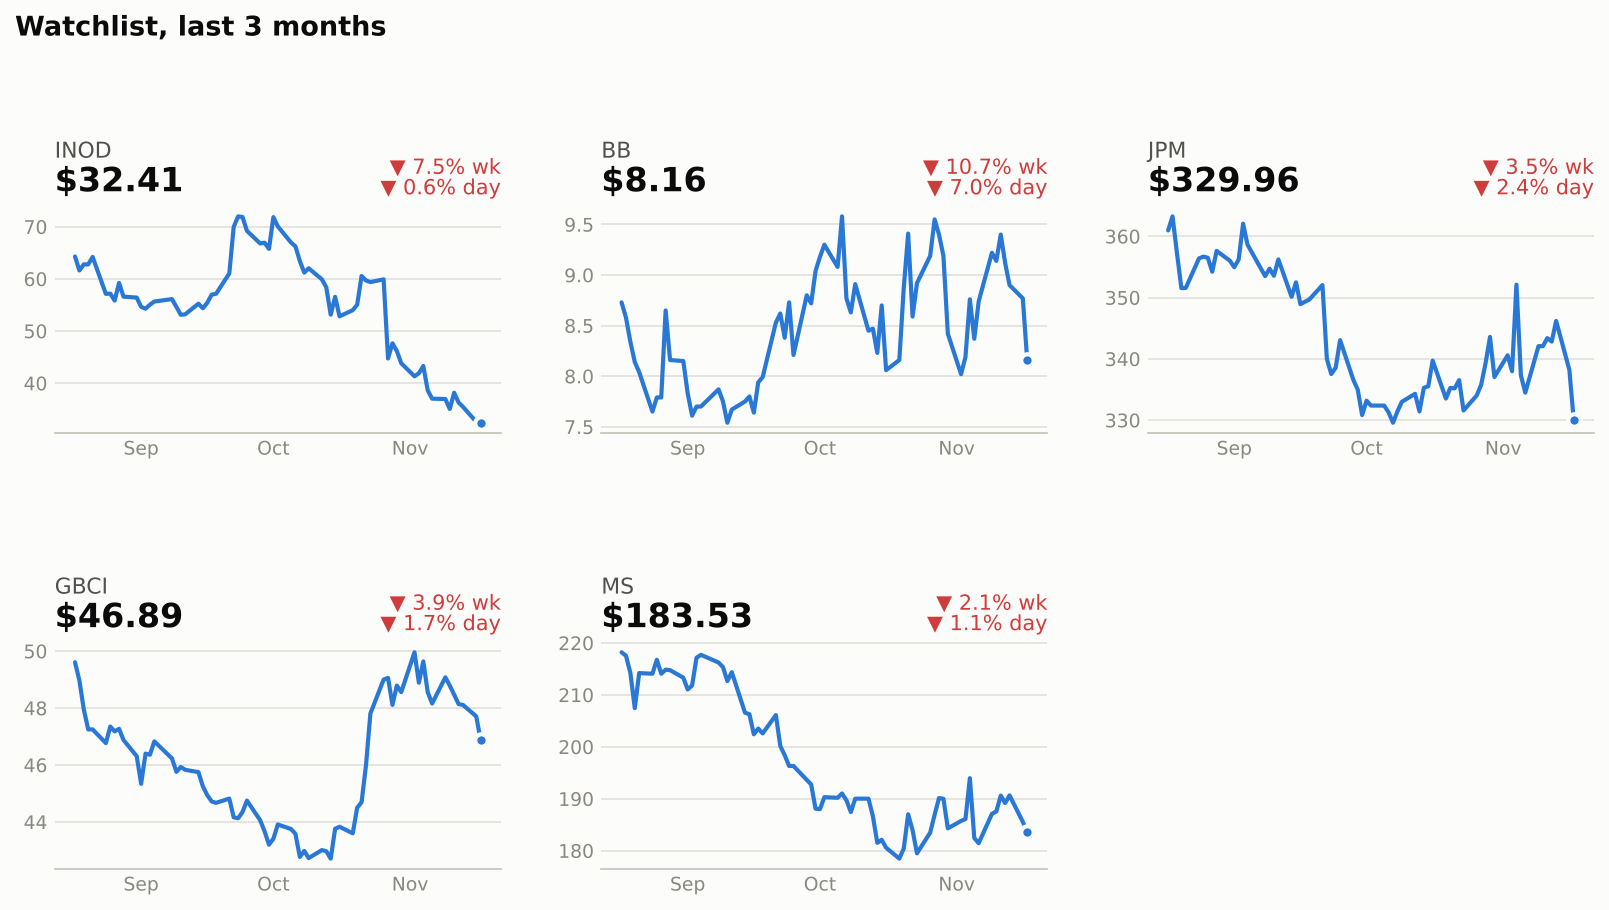 Watchlist, last 3 months
INOD
$32.41
▼ 7.5% wk
▼ 0.6% day
70
60
50
40
Sep Oct Nov
BB
$8.16
▼ 10.7% wk
▼ 7.0% day
9.5
9.0
8.5
8.0
7.5
Sep Oct Nov
JPM
$329.96
▼ 3.5% wk
▼ 2.4% day
360
350
340
330
Sep Oct Nov
GBCI
$46.89
▼ 3.9% wk
▼ 1.7% day
50
48
46
44
Sep Oct Nov
MS
$183.53
▼ 2.1% wk
▼ 1.1% day
220
210
200
190
180
Sep Oct Nov